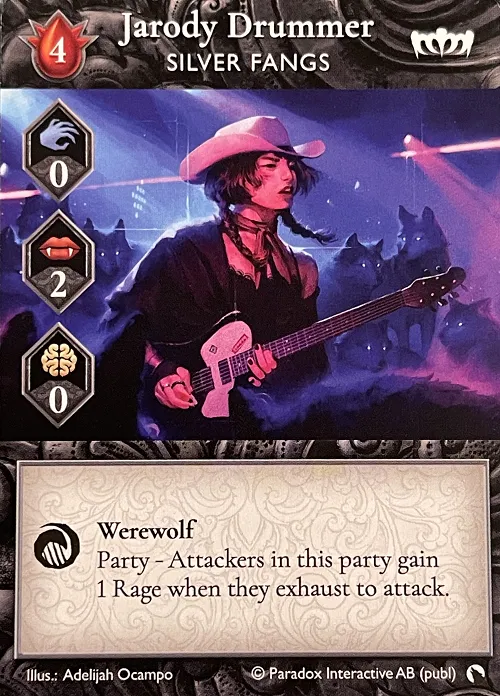 4
Jarody Drummer
SILVER FANGS
0
2
0
Werewolf
Party - Attackers in this party gain
1 Rage when they exhaust to attack.
Illus.: Adelijah Ocampo
© Paradox Interactive AB (publ)